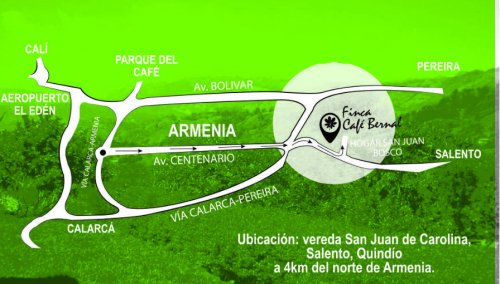 CALÍ
PARQUE DEL
CAFÉ
PEREIRA
AEROPUERTO
EL EDÉN
Av. BOLIVAR
Finca
Café Bernal
ARMENIA
VÍA CALARCA-ARMENIA
HOGAR SAN JUAN
BOSCO
Av. CENTENARIO
SALENTO
VÍA CALARCA-PEREIRA
CALARCÁ
Ubicación: vereda San Juan de Carolina,
Salento, Quindío
a 4km del norte de Armenia.